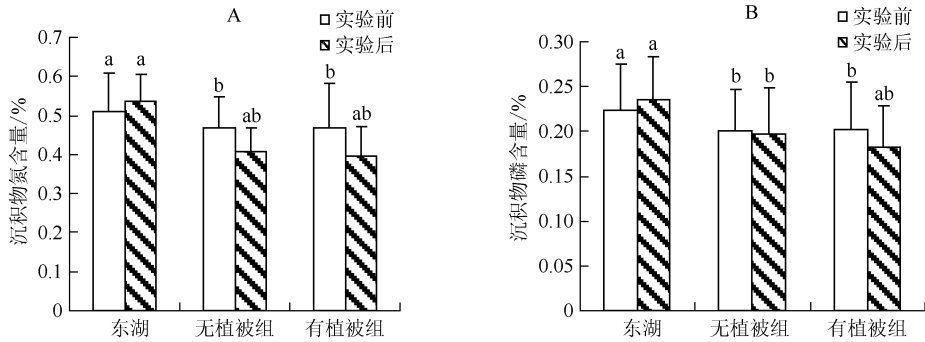 A
实验前
实验后
沉积物氮含量/%
0.7
0.6
0.5
0.4
0.3
0.2
0.1
0
a a
b ab
b ab
东湖 无植被组 有植被组
B
实验前
实验后
沉积物磷含量/%
0.30
0.25
0.20
0.15
0.10
0.05
0
a a
b b
b ab
东湖 无植被组 有植被组